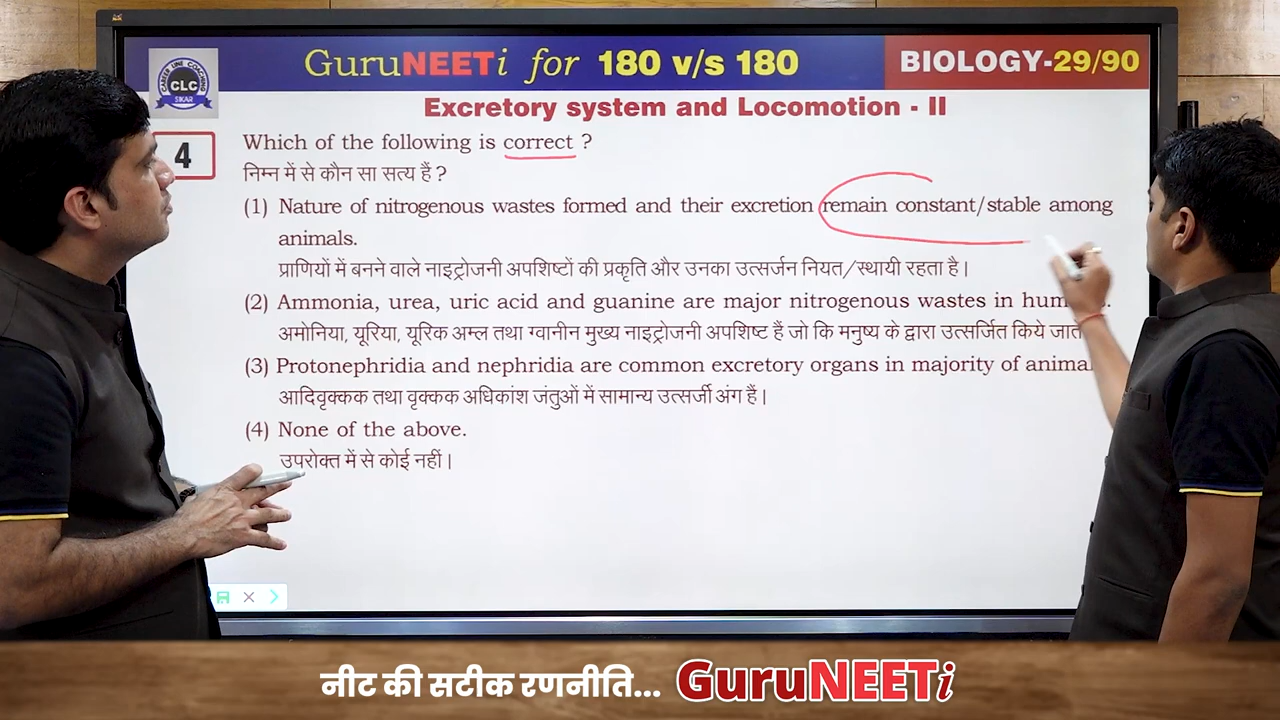 GuruNEETi for 180 v/s 180
BIOLOGY-29/90
CAREER LINE COACHING
CLC
SIKAR
Excretory system and Locomotion - II
4
Which of the following is correct ?
निम्न में से कौन सा सत्य हैं ?
(1) Nature of nitrogenous wastes formed and their excretion remain constant/stable among
animals.
प्राणियों में बनने वाले नाइट्रोजनी अपशिष्टों की प्रकृति और उनका उत्सर्जन नियत/स्थायी रहता है।
(2) Ammonia, urea, uric acid and guanine are major nitrogenous wastes in
अमोनिया, यूरिया, यूरिक अम्ल तथा ग्वानीन मुख्य नाइट्रोजनी अपशिष्ट हैं जो कि मनुष्य के द्वारा उत्सर्जित किये
(3) Protonephridia and nephridia are common excretory organs in majority of
आदिवृक्कक तथा वृक्कक अधिकांश जंतुओं में सामान्य उत्सर्जी अंग हैं।
(4) None of the above.
उपरोक्त में से कोई नहीं।
नीट की सटीक रणनीति... GuruNEETi